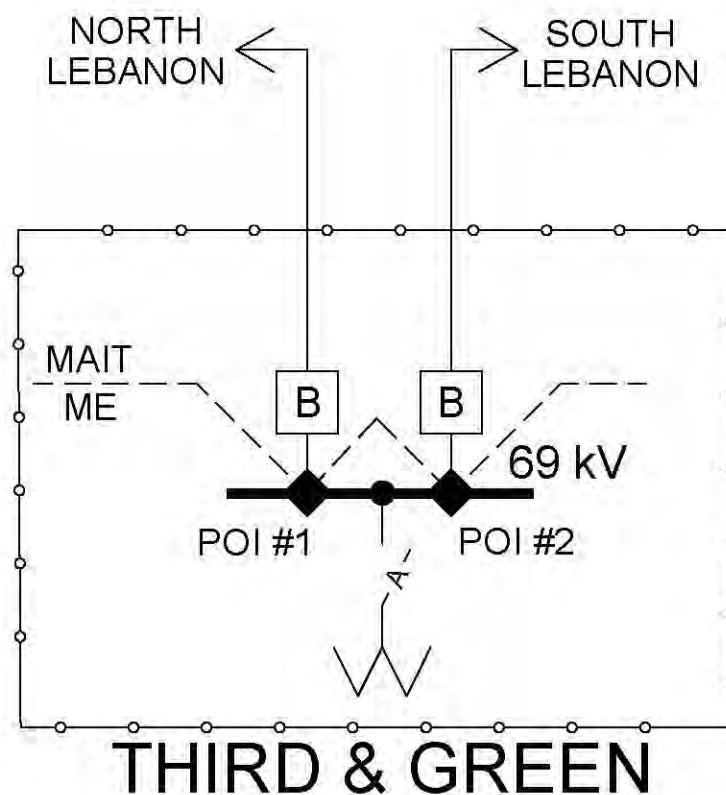 NORTH
LEBANON
SOUTH
LEBANON
MAIT
ME
B
B
69 kV
POI #1
POI #2
A
THIRD & GREEN